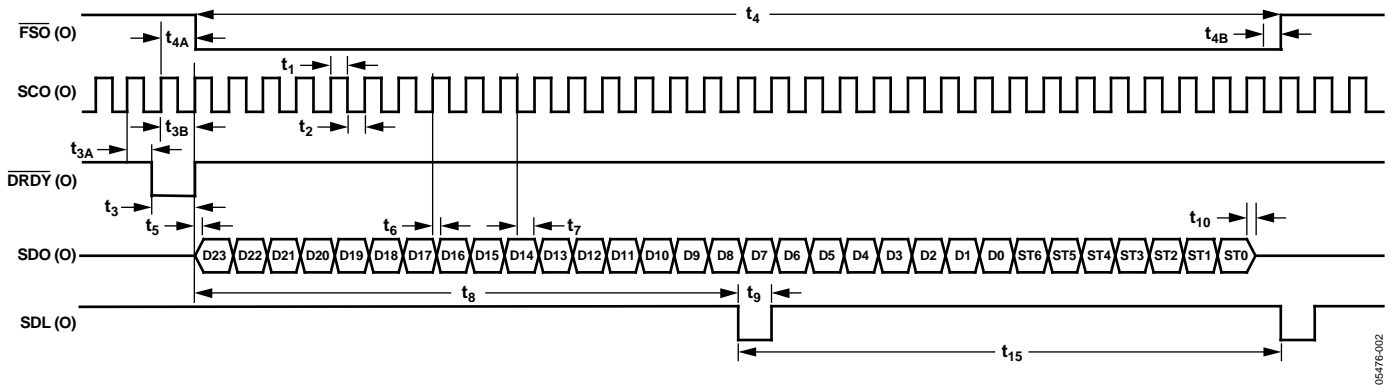 t4
FSO (O)
t4A
t4B
t1
SCO (O)
t3B
t2
t3A
DRDY (O)
t3
t5
t6
t7
t10
SDO (O)
D23 D22 D21 D20 D19 D18 D17 D16 D15 D14 D13 D12 D11 D10 D9 D8 D7 D6 D5 D4 D3 D2 D1 D0 ST6 ST5 ST4 ST3 ST2 ST1 ST0
t8
t9
SDL (O)
t15
05476-002